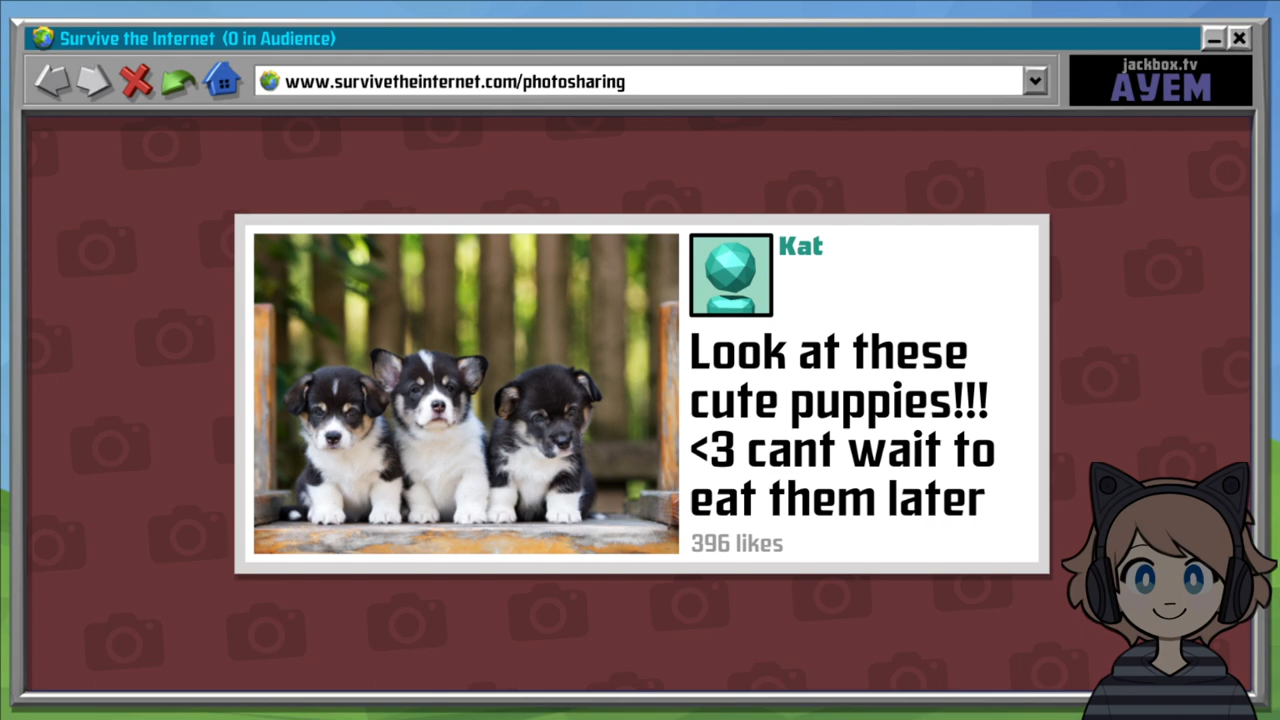 Survive the Internet (0 in Audience)
www.survivetheinternet.com/photosharing
jackbox.tv
AYEM
Kat
Look at these
cute puppies!!!
<3 cant wait to
eat them later
396 likes